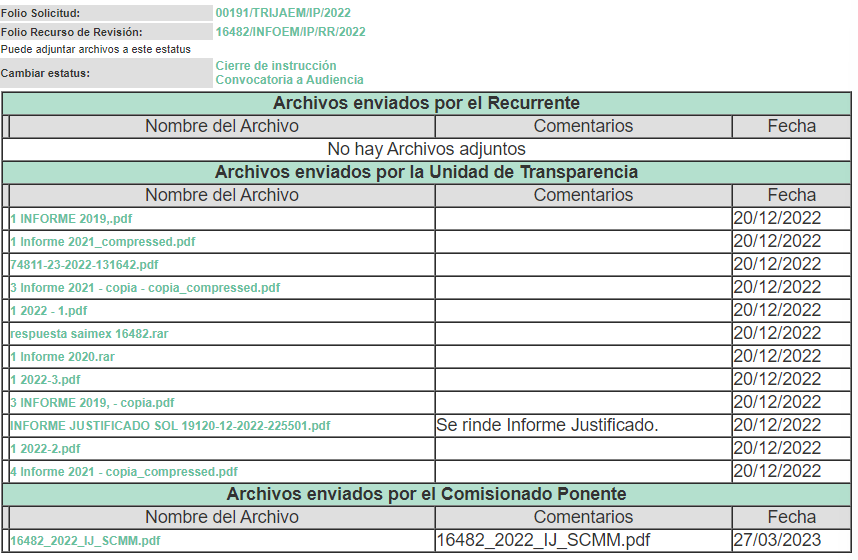 Folio Solicitud: 00191/TRIJAEM/IP/2022
Folio Recurso de Revisión: 16482/INFOEM/IP/RR/2022
Puede adjuntar archivos a este estatus
Cambiar estatus: Cierre de instrucción
Convocatoria a Audiencia
Archivos enviados por el Recurrente
Nombre del Archivo Comentarios Fecha
No hay Archivos adjuntos
Archivos enviados por la Unidad de Transparencia
Nombre del Archivo Comentarios Fecha
1 INFORME 2019,.pdf 20/12/2022
1 Informe 2021_compressed.pdf 20/12/2022
74811-23-2022-131642.pdf 20/12/2022
3 Informe 2021 - copia - copia_compressed.pdf 20/12/2022
1 2022 - 1.pdf 20/12/2022
respuesta saimex 16482.rar 20/12/2022
1 Informe 2020.rar 20/12/2022
1 2022-3.pdf 20/12/2022
3 INFORME 2019, - copia.pdf 20/12/2022
INFORME JUSTIFICADO SOL 19120-12-2022-225501.pdf Se rinde Informe Justificado. 20/12/2022
1 2022-2.pdf 20/12/2022
4 Informe 2021 - copia_compressed.pdf 20/12/2022
Archivos enviados por el Comisionado Ponente
Nombre del Archivo Comentarios Fecha
16482_2022_IJ_SCMM.pdf 16482_2022_IJ_SCMM.pdf 27/03/2023